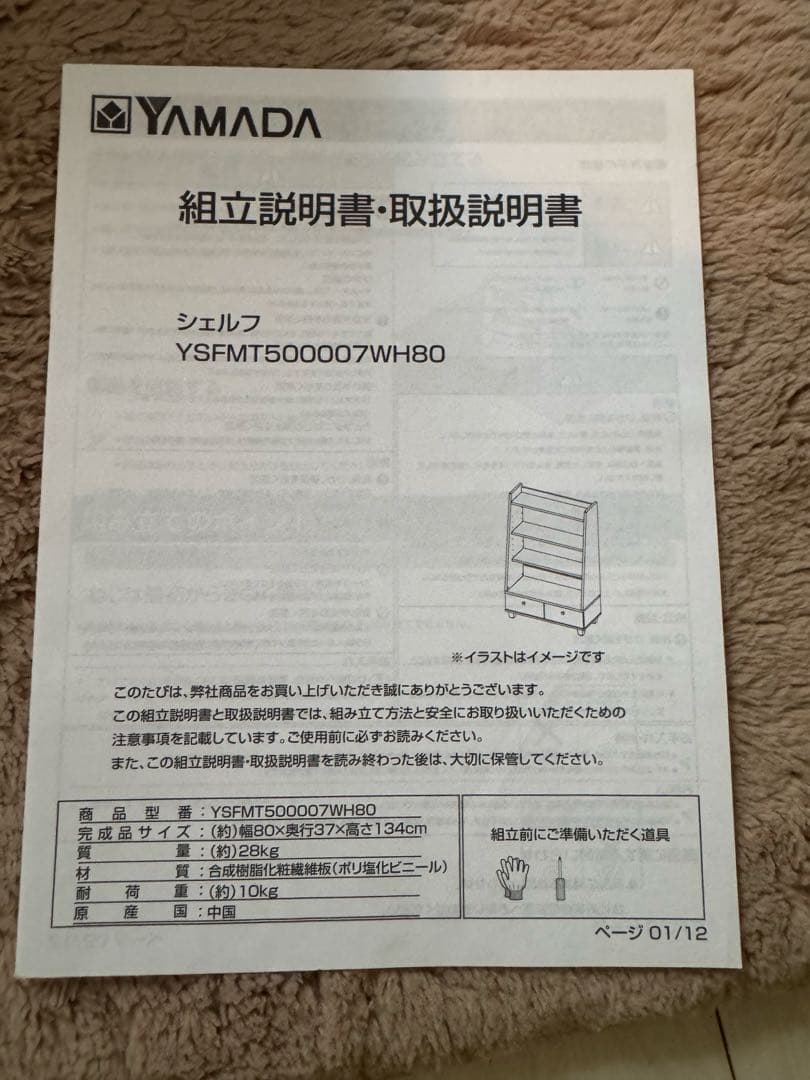 YAMADA
組立説明書・取扱説明書
シェルフ
YSFMT500007WH80
※イラストはイメージです
このたびは、弊社商品をお買い上げいただき誠にありがとうございます。
この組立説明書と取扱説明書では、組み立て方法と安全にお取り扱いいただくための
注意事項を記載しています。ご使用前に必ずお読みください。
また、この組立説明書・取扱説明書を読み終わった後は、大切に保管してください。
商品型番：YSFMT500007WH80
完成品サイズ：(約)幅80×奥行37×高さ134cm
質量：(約)28kg
材質：合成樹脂化粧繊維板(ポリ塩化ビニール)
耐荷重：(約)10kg
原産国：中国
組立前にご準備いただく道具
ページ 01/12